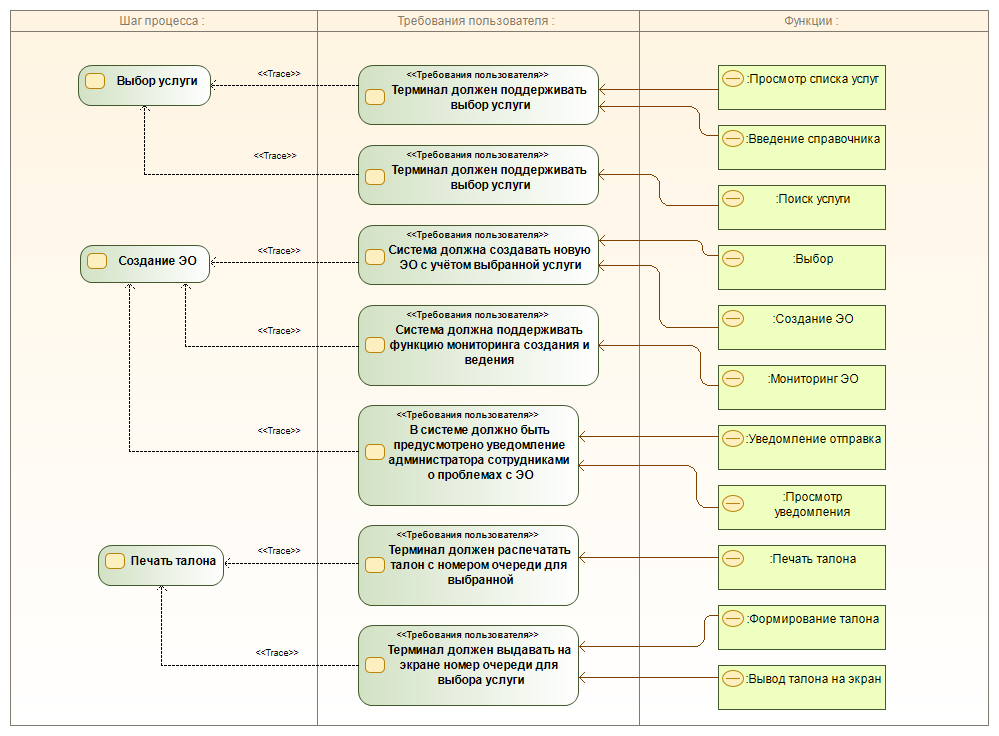 Шаг процесса :
Требования пользователя :
Функции :
Выбор услуги
<<Trace>>
<<Требования пользователя>>
Терминал должен поддерживать
выбор услуги
:Просмотр списка услуг
:Введение справочника
<<Trace>>
<<Требования пользователя>>
Терминал должен поддерживать
выбор услуги
:Поиск услуги
Создание ЭО
<<Trace>>
<<Требования пользователя>>
Система должна создавать новую
ЭО с учётом выбранной услуги
:Выбор
:Создание ЭО
<<Trace>>
<<Требования пользователя>>
Система должна поддерживать
функцию мониторинга создания и
ведения
:Мониторинг ЭО
<<Trace>>
<<Требования пользователя>>
В системе должно быть
предусмотрено уведомление
администратора сотрудниками
о проблемах с ЭО
:Уведомление отправка
:Просмотр
уведомления
Печать талона
<<Trace>>
<<Требования пользователя>>
Терминал должен распечатать
талон с номером очереди для
выбранной
:Печать талона
:Формирование талона
<<Trace>>
<<Требования пользователя>>
Терминал должен выдавать на
экране номер очереди для
выбора услуги
:Вывод талона на экран